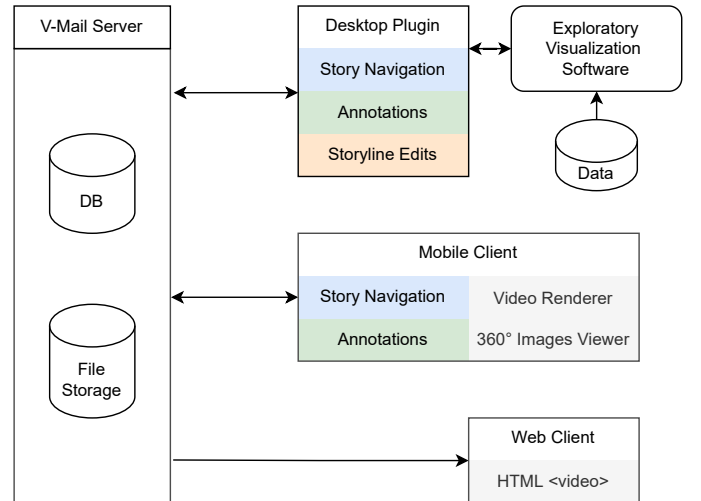 V-Mail Server
DB
File
Storage
Desktop Plugin
Story Navigation
Annotations
Storyline Edits
Exploratory
Visualization
Software
Data
Mobile Client
Story Navigation
Video Renderer
Annotations
360° Images Viewer
Web Client
HTML <video>